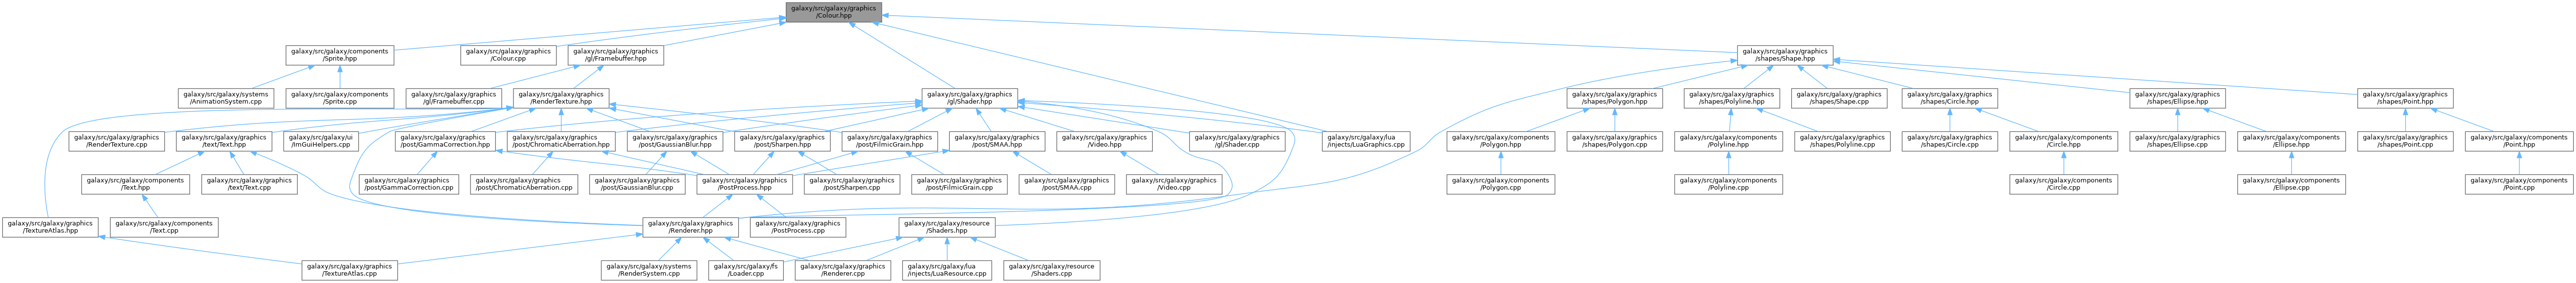 galaxy/src/galaxy/graphics
/Colour.hpp
galaxy/src/galaxy/components
/Sprite.hpp
galaxy/src/galaxy/graphics
/Colour.cpp
galaxy/src/galaxy/graphics
/gl/Framebuffer.hpp
galaxy/src/galaxy/graphics
/shapes/Shape.hpp
galaxy/src/galaxy/systems
/AnimationSystem.cpp
galaxy/src/galaxy/components
/Sprite.cpp
galaxy/src/galaxy/graphics
/gl/Framebuffer.cpp
galaxy/src/galaxy/graphics
/RenderTexture.hpp
galaxy/src/galaxy/graphics
/gl/Shader.hpp
galaxy/src/galaxy/graphics
/shapes/Polygon.hpp
galaxy/src/galaxy/graphics
/shapes/Polyline.hpp
galaxy/src/galaxy/graphics
/shapes/Shape.cpp
galaxy/src/galaxy/graphics
/shapes/Circle.hpp
galaxy/src/galaxy/graphics
/shapes/Ellipse.hpp
galaxy/src/galaxy/graphics
/shapes/Point.hpp
galaxy/src/galaxy/graphics
/RenderTexture.cpp
galaxy/src/galaxy/graphics
/text/Text.hpp
galaxy/src/galaxy/ui
/ImGuiHelpers.cpp
galaxy/src/galaxy/graphics
/post/GammaCorrection.hpp
galaxy/src/galaxy/graphics
/post/ChromaticAberration.hpp
galaxy/src/galaxy/graphics
/post/GaussianBlur.hpp
galaxy/src/galaxy/graphics
/post/Sharpen.hpp
galaxy/src/galaxy/graphics
/post/FilmicGrain.hpp
galaxy/src/galaxy/graphics
/post/SMAA.hpp
galaxy/src/galaxy/graphics
/Video.hpp
galaxy/src/galaxy/graphics
/gl/Shader.cpp
galaxy/src/galaxy/lua
/injects/LuaGraphics.cpp
galaxy/src/galaxy/components
/Polygon.hpp
galaxy/src/galaxy/graphics
/shapes/Polygon.cpp
galaxy/src/galaxy/components
/Polyline.hpp
galaxy/src/galaxy/graphics
/shapes/Polyline.cpp
galaxy/src/galaxy/graphics
/shapes/Circle.cpp
galaxy/src/galaxy/components
/Circle.hpp
galaxy/src/galaxy/graphics
/shapes/Ellipse.cpp
galaxy/src/galaxy/components
/Ellipse.hpp
galaxy/src/galaxy/graphics
/shapes/Point.cpp
galaxy/src/galaxy/components
/Point.hpp
galaxy/src/galaxy/components
/Text.hpp
galaxy/src/galaxy/graphics
/text/Text.cpp
galaxy/src/galaxy/graphics
/post/GammaCorrection.cpp
galaxy/src/galaxy/graphics
/post/ChromaticAberration.cpp
galaxy/src/galaxy/graphics
/post/GaussianBlur.cpp
galaxy/src/galaxy/graphics
/PostProcess.hpp
galaxy/src/galaxy/graphics
/post/Sharpen.cpp
galaxy/src/galaxy/graphics
/post/FilmicGrain.cpp
galaxy/src/galaxy/graphics
/post/SMAA.cpp
galaxy/src/galaxy/graphics
/Video.cpp
galaxy/src/galaxy/components
/Polygon.cpp
galaxy/src/galaxy/components
/Polyline.cpp
galaxy/src/galaxy/components
/Circle.cpp
galaxy/src/galaxy/components
/Ellipse.cpp
galaxy/src/galaxy/components
/Point.cpp
galaxy/src/galaxy/graphics
/TextureAtlas.hpp
galaxy/src/galaxy/components
/Text.cpp
galaxy/src/galaxy/graphics
/Renderer.hpp
galaxy/src/galaxy/graphics
/PostProcess.cpp
galaxy/src/galaxy/resource
/Shaders.hpp
galaxy/src/galaxy/graphics
/TextureAtlas.cpp
galaxy/src/galaxy/systems
/RenderSystem.cpp
galaxy/src/galaxy/fs
/Loader.cpp
galaxy/src/galaxy/graphics
/Renderer.cpp
galaxy/src/galaxy/lua
/injects/LuaResource.cpp
galaxy/src/galaxy/resource
/Shaders.cpp